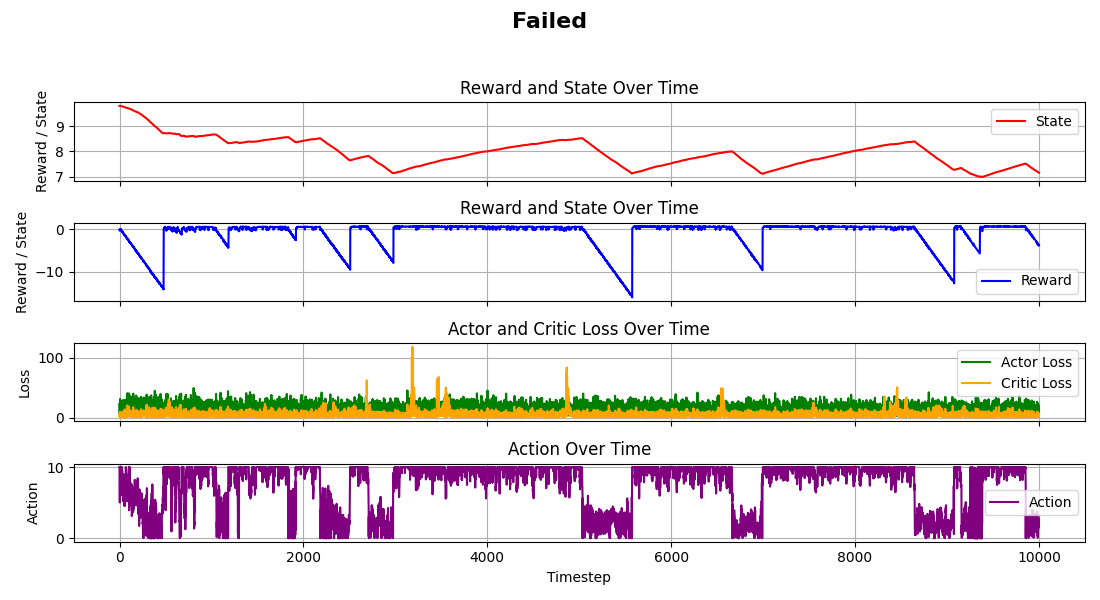 Failed
Reward and State Over Time
Reward / State
9
8
7
State
Reward and State Over Time
Reward / State
0
−10
Reward
Actor and Critic Loss Over Time
Loss
100
0
Actor Loss
Critic Loss
Action Over Time
Action
10
0
Action
0 2000 4000 6000 8000 10000
Timestep